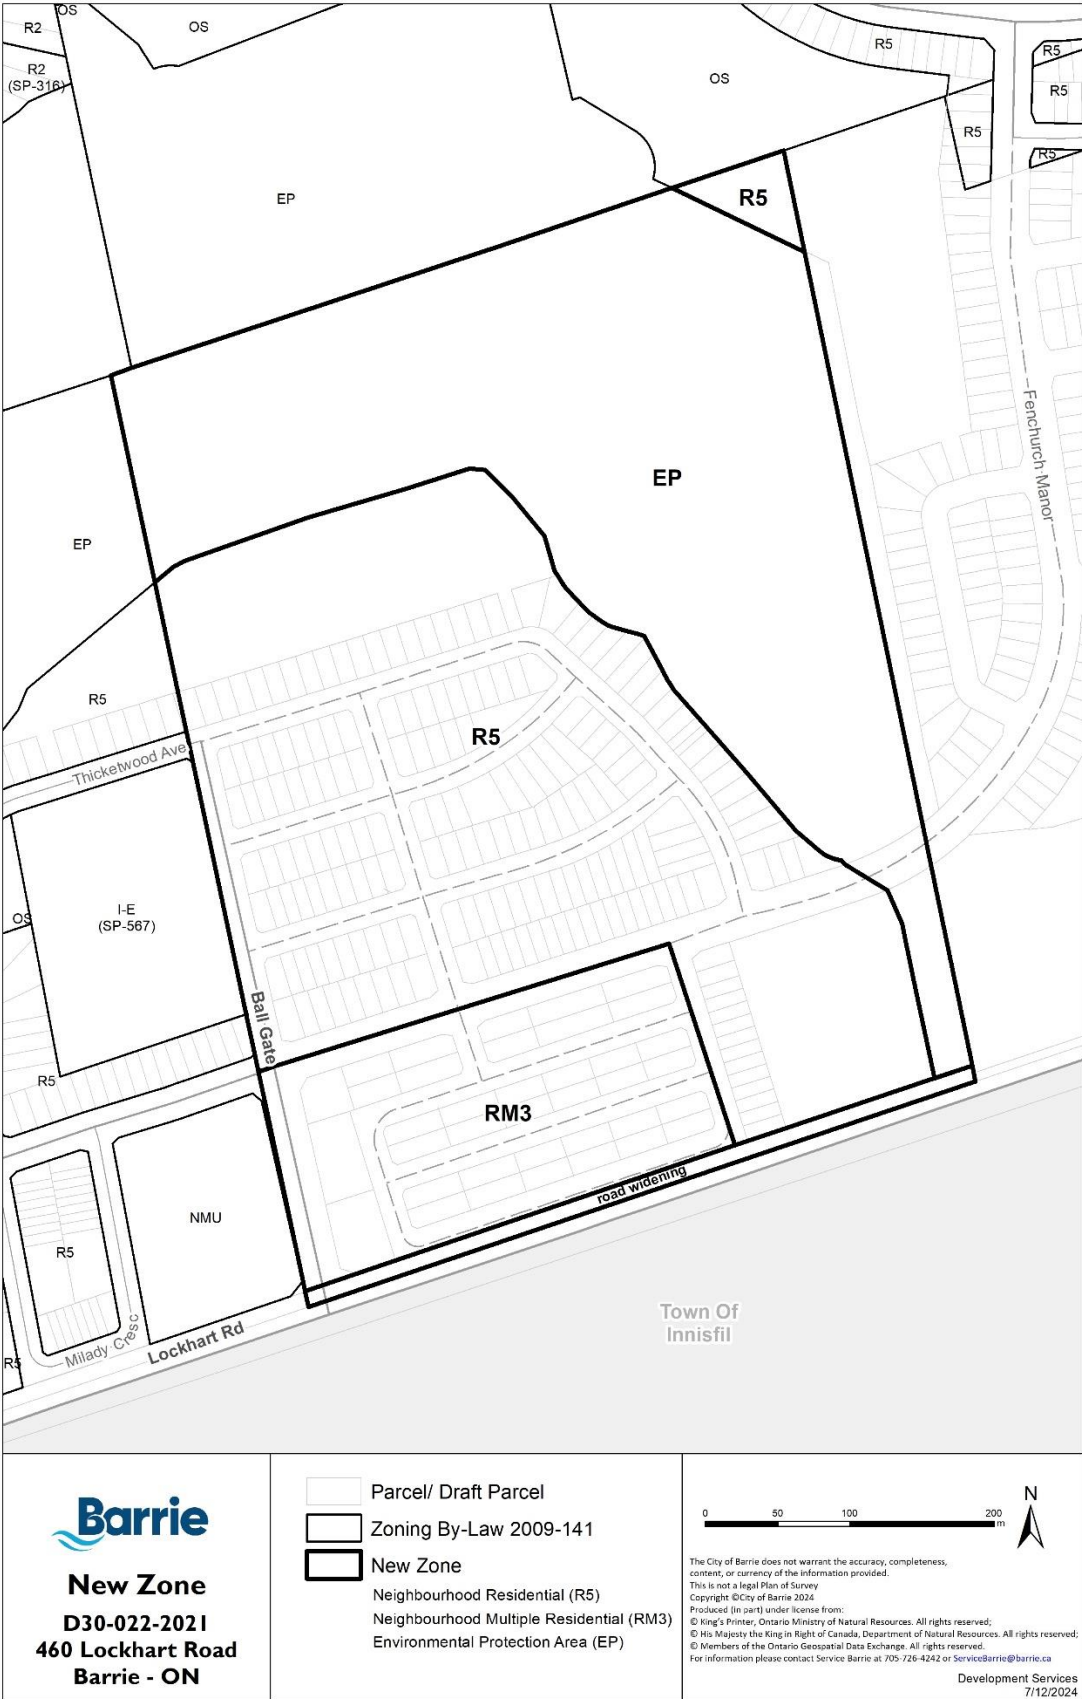 OS
R2
OS
R2
(SP-316)
R5
R5
OS
R5
R5
R5
EP
R5
EP
EP
Fenchurch Manor
R5
R5
Thicketwood Ave
I-E
(SP-567)
OS
Ball Gate
R5
RM3
road widening
NMU
R5
R5
Milady Cresc
Lockhart Rd
Town Of
Innisfil
Barrie
New Zone
D30-022-2021
460 Lockhart Road
Barrie - ON
Parcel/ Draft Parcel
Zoning By-Law 2009-141
New Zone
Neighbourhood Residential (R5)
Neighbourhood Multiple Residential (RM3)
Environmental Protection Area (EP)
0 50 100 200
m
N
The City of Barrie does not warrant the accuracy, completeness,
content, or currency of the information provided.
This is not a legal Plan of Survey
Copyright ©City of Barrie 2024
Produced (in part) under license from:
© King's Printer, Ontario Ministry of Natural Resources. All rights reserved;
© His Majesty the King in Right of Canada, Department of Natural Resources. All rights reserved;
© Members of the Ontario Geospatial Data Exchange. All rights reserved.
For information please contact Service Barrie at 705-726-4242 or ServiceBarrie@barrie.ca
Development Services
7/12/2024